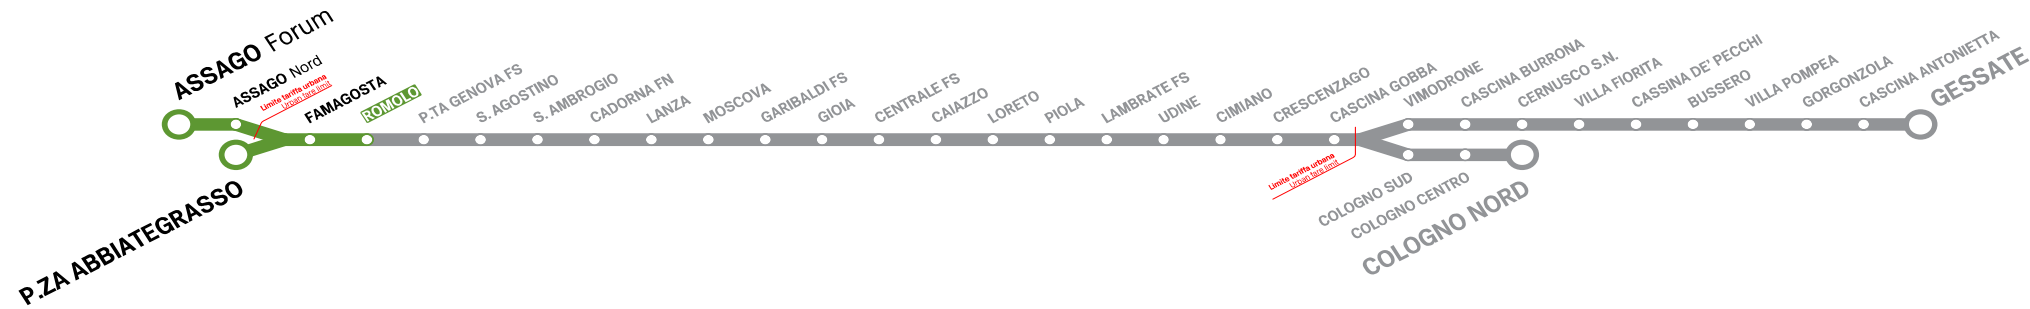 ASSAGO Forum
ASSAGO Nord
Limite tariffa urbana
Urban fare limit
P.ZA ABBIATEGRASSO
FAMAGOSTA
ROMOLO
P.TA GENOVA FS
S. AGOSTINO
S. AMBROGIO
CADORNA FN
LANZA
MOSCOVA
GARIBALDI FS
GIOIA
CENTRALE FS
CAIAZZO
LORETO
PIOLA
LAMBRATE FS
UDINE
CIMIANO
CRESCENZAGO
CASCINA GOBBA
Limite tariffa urbana
Urban fare limit
VIMODRONE
CASCINA BURRONA
CERNUSCO S.N.
VILLA FIORITA
CASSINA DE' PECCHI
BUSSERO
VILLA POMPEA
GORGONZOLA
CASCINA ANTONIETTA
GESSATE
COLOGNO SUD
COLOGNO CENTRO
COLOGNO NORD